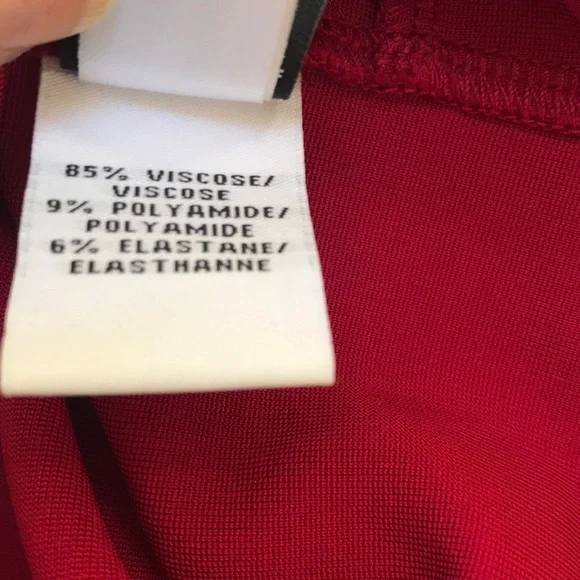 85% VISCOSE/
VISCOSE
9% POLYAMIDE/
POLYAMIDE
6% ELASTANE/
ELASTHANNE